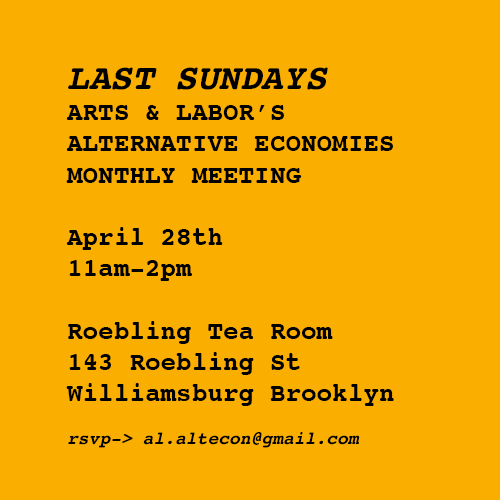 LAST SUNDAYS
ARTS & LABOR’S
ALTERNATIVE ECONOMIES
MONTHLY MEETING
April 28th
11am-2pm
Roebling Tea Room
143 Roebling St
Williamsburg Brooklyn
rsvp-> al.altecon@gmail.com